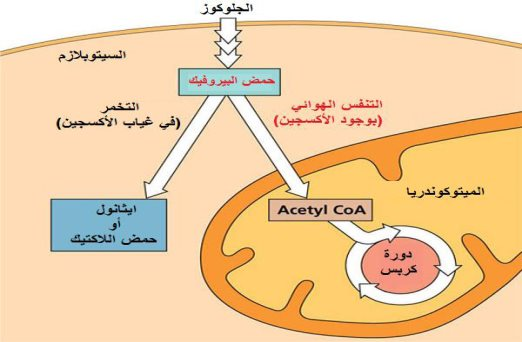 الجلوكوز
السيتوبلازم
حمض البيروفيك
التخمر
(في غياب الأكسجين)
التنفس الهوائي
(بوجود الأكسجين)
الميتوكوندريا
ايثانول
أو
حمض اللاكتيك
Acetyl CoA
دورة
كربس